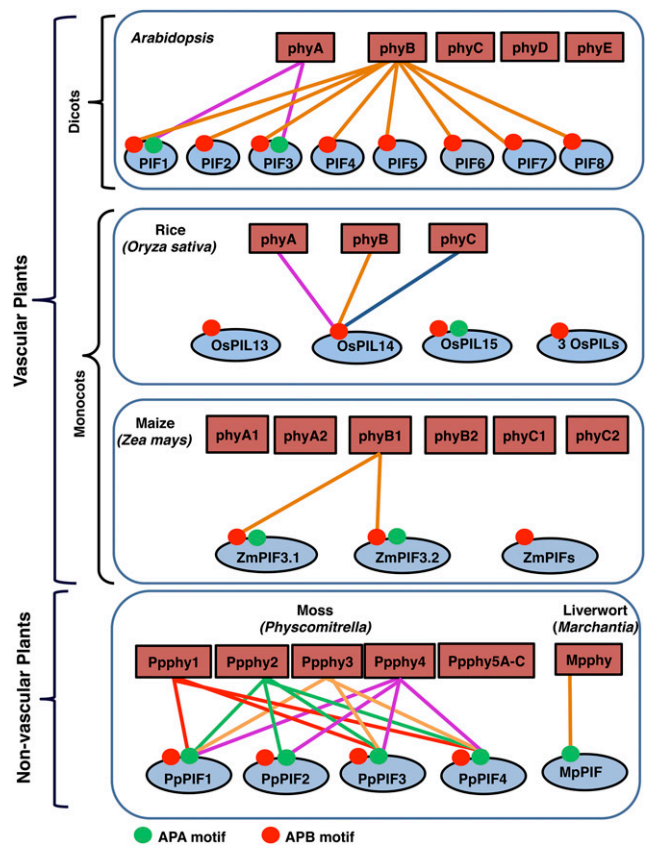 Vascular Plants
Dicots
Arabidopsis
phyA
phyB
phyC
phyD
phyE
PIF1
PIF2
PIF3
PIF4
PIF5
PIF6
PIF7
PIF8
Monocots
Rice
(Oryza sativa)
phyA
phyB
phyC
OsPIL13
OsPIL14
OsPIL15
3 OsPILs
Maize
(Zea mays)
phyA1
phyA2
phyB1
phyB2
phyC1
phyC2
ZmPIF3.1
ZmPIF3.2
ZmPIFs
Non-vascular Plants
Moss
(Physcomitrella)
Liverwort
(Marchantia)
Ppphy1
Ppphy2
Ppphy3
Ppphy4
Ppphy5A-C
Mpphy
PpPIF1
PpPIF2
PpPIF3
PpPIF4
MpPIF
APA motif
APB motif